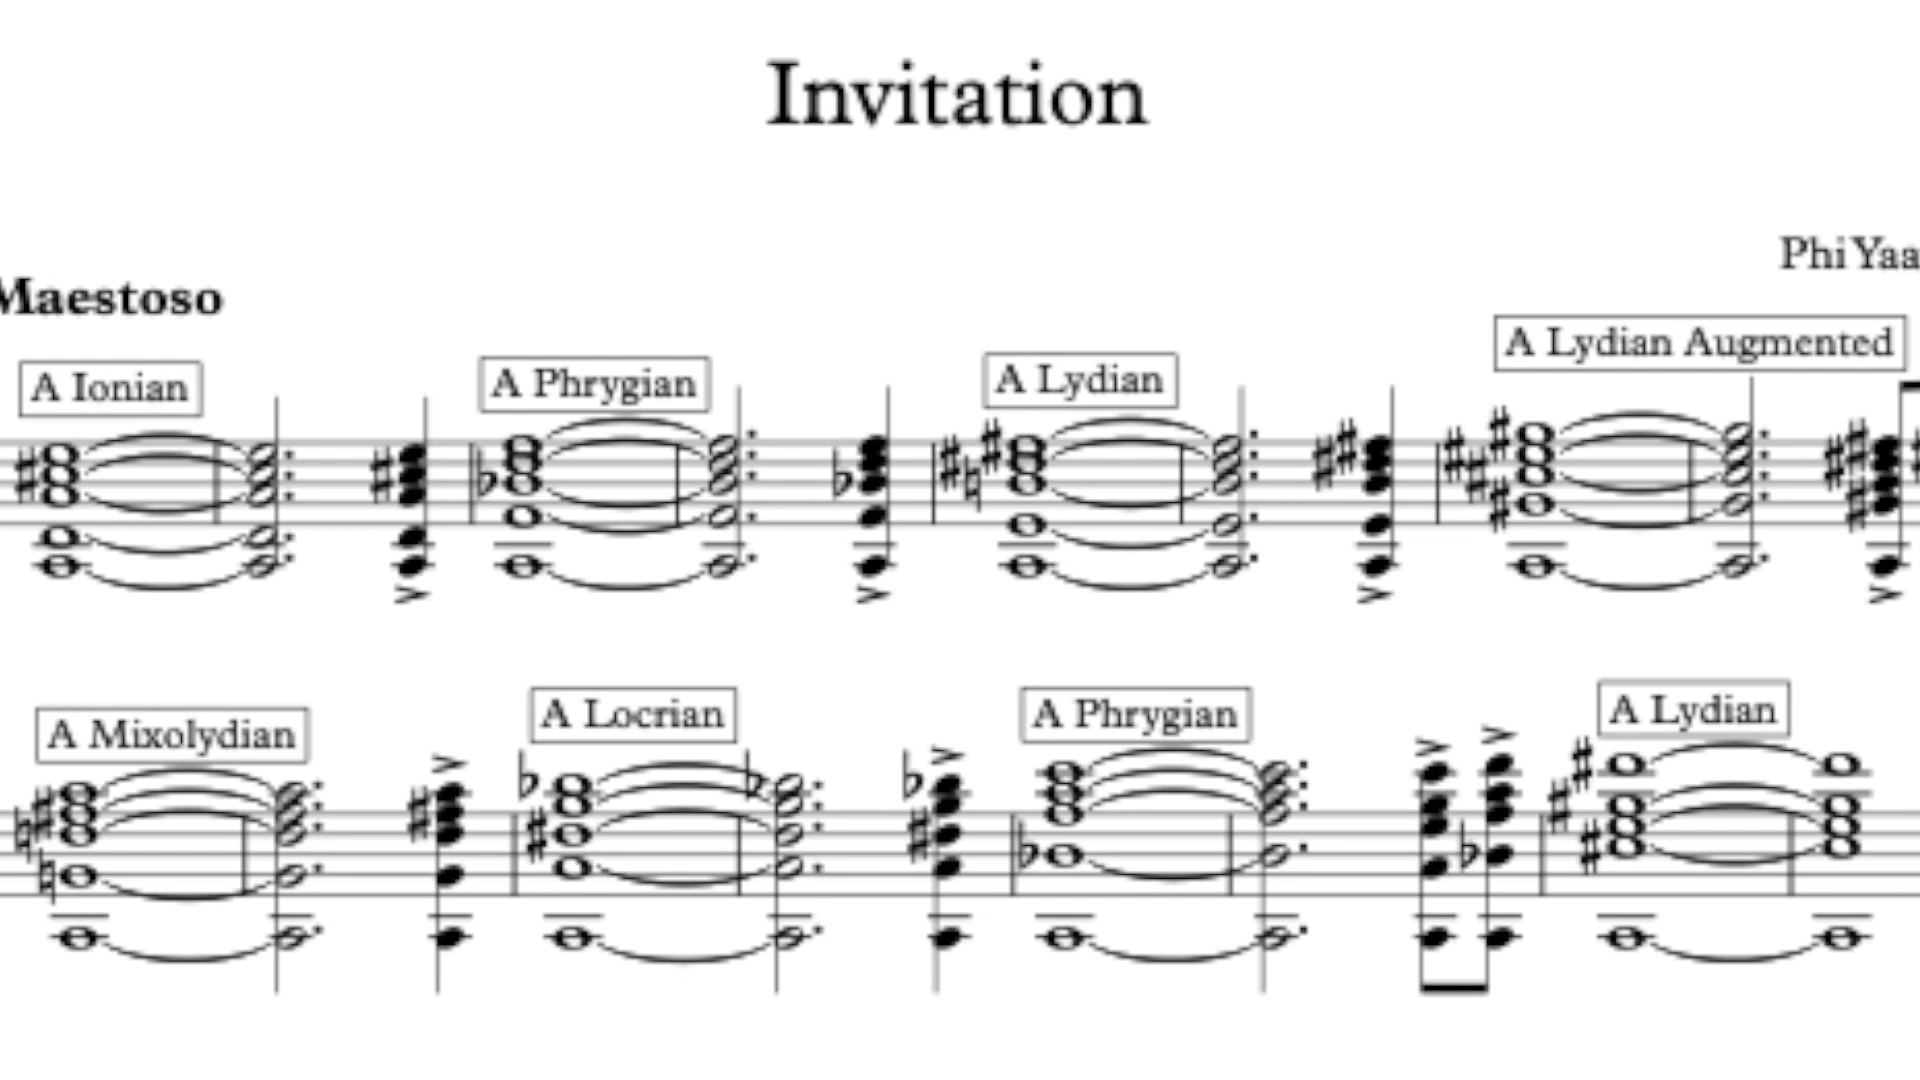 Invitation
Phi Yaa
Maestoso
A Ionian
A Phrygian
A Lydian
A Lydian Augmented
A Mixolydian
A Locrian
A Phrygian
A Lydian